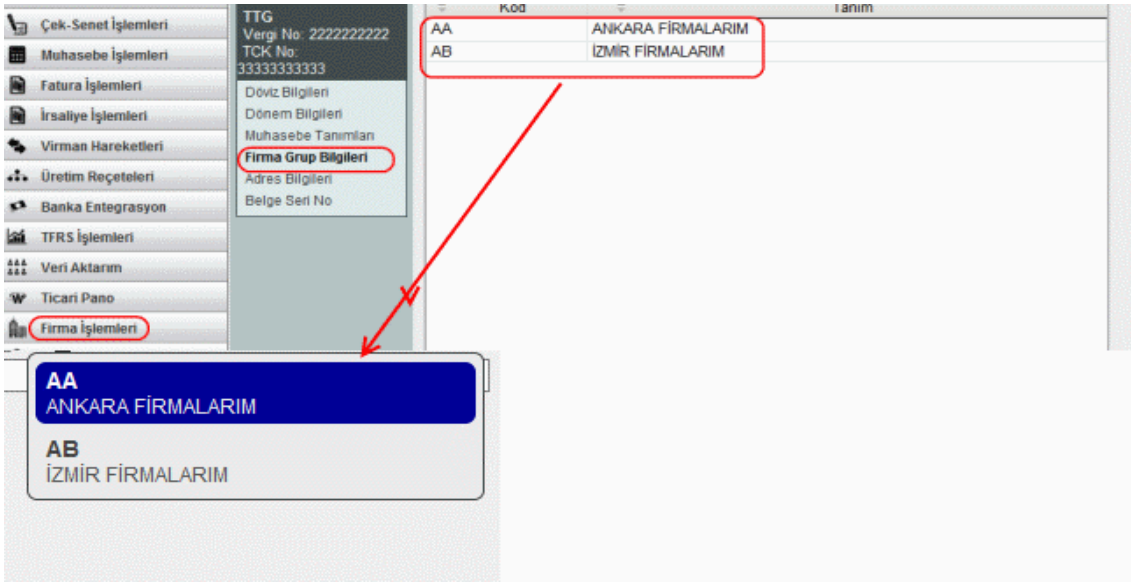 Çek-Senet İşlemleri
Muhasebe İşlemleri
Fatura İşlemleri
İrsaliye İşlemleri
Virman Hareketleri
Üretim Reçeteleri
Banka Entegrasyon
TFRS İşlemleri
Veri Aktarım
Ticari Pano
Firma İşlemleri
TTG
Vergi No: 2222222222
TCK No:
33333333333
Döviz Bilgileri
Dönem Bilgileri
Muhasebe Tanımları
Firma Grup Bilgileri
Adres Bilgileri
Belge Seri No
Kod Tanım
AA ANKARA FİRMALARIM
AB İZMİR FİRMALARIM
AA
ANKARA FİRMALARIM
AB
İZMİR FİRMALARIM